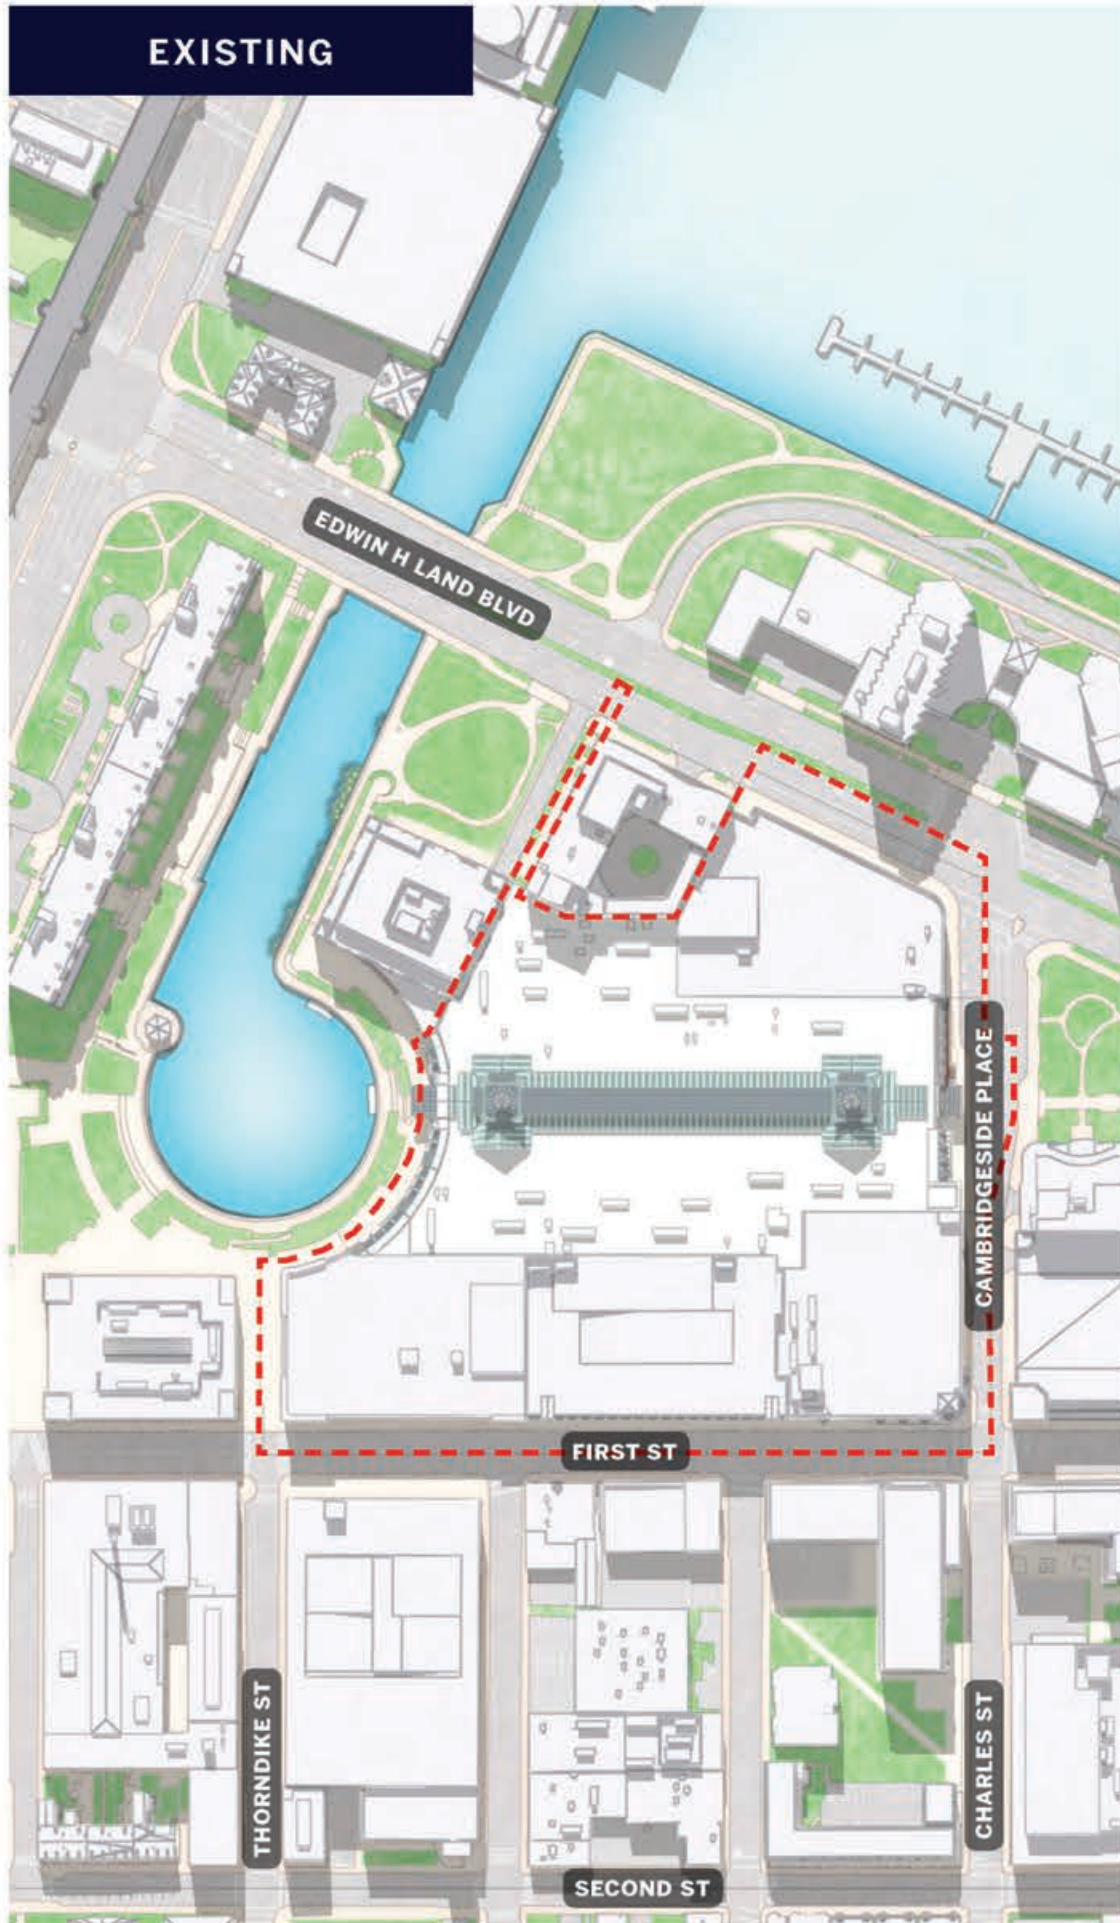 EXISTING
EDWIN H LAND BLVD
CAMBRIDGESIDE PLACE
FIRST ST
THORNDIKE ST
CHARLES ST
SECOND ST